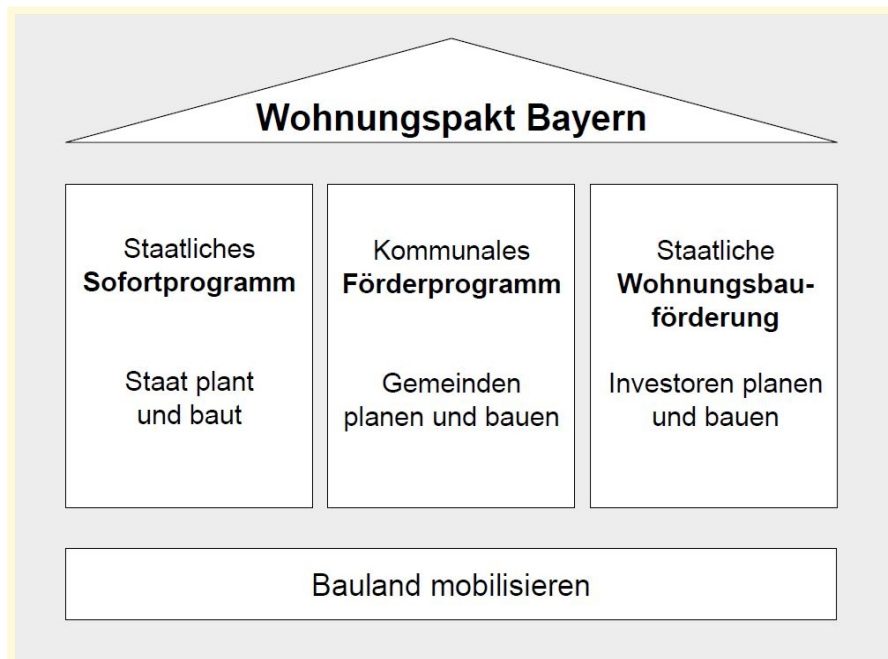 Wohnungspakt Bayern
Staatliches
Sofortprogramm
Staat plant
und baut
Kommunales
Förderprogramm
Gemeinden
planen und bauen
Staatliche
Wohnungsbau-
förderung
Investoren planen
und bauen
Bauland mobilisieren